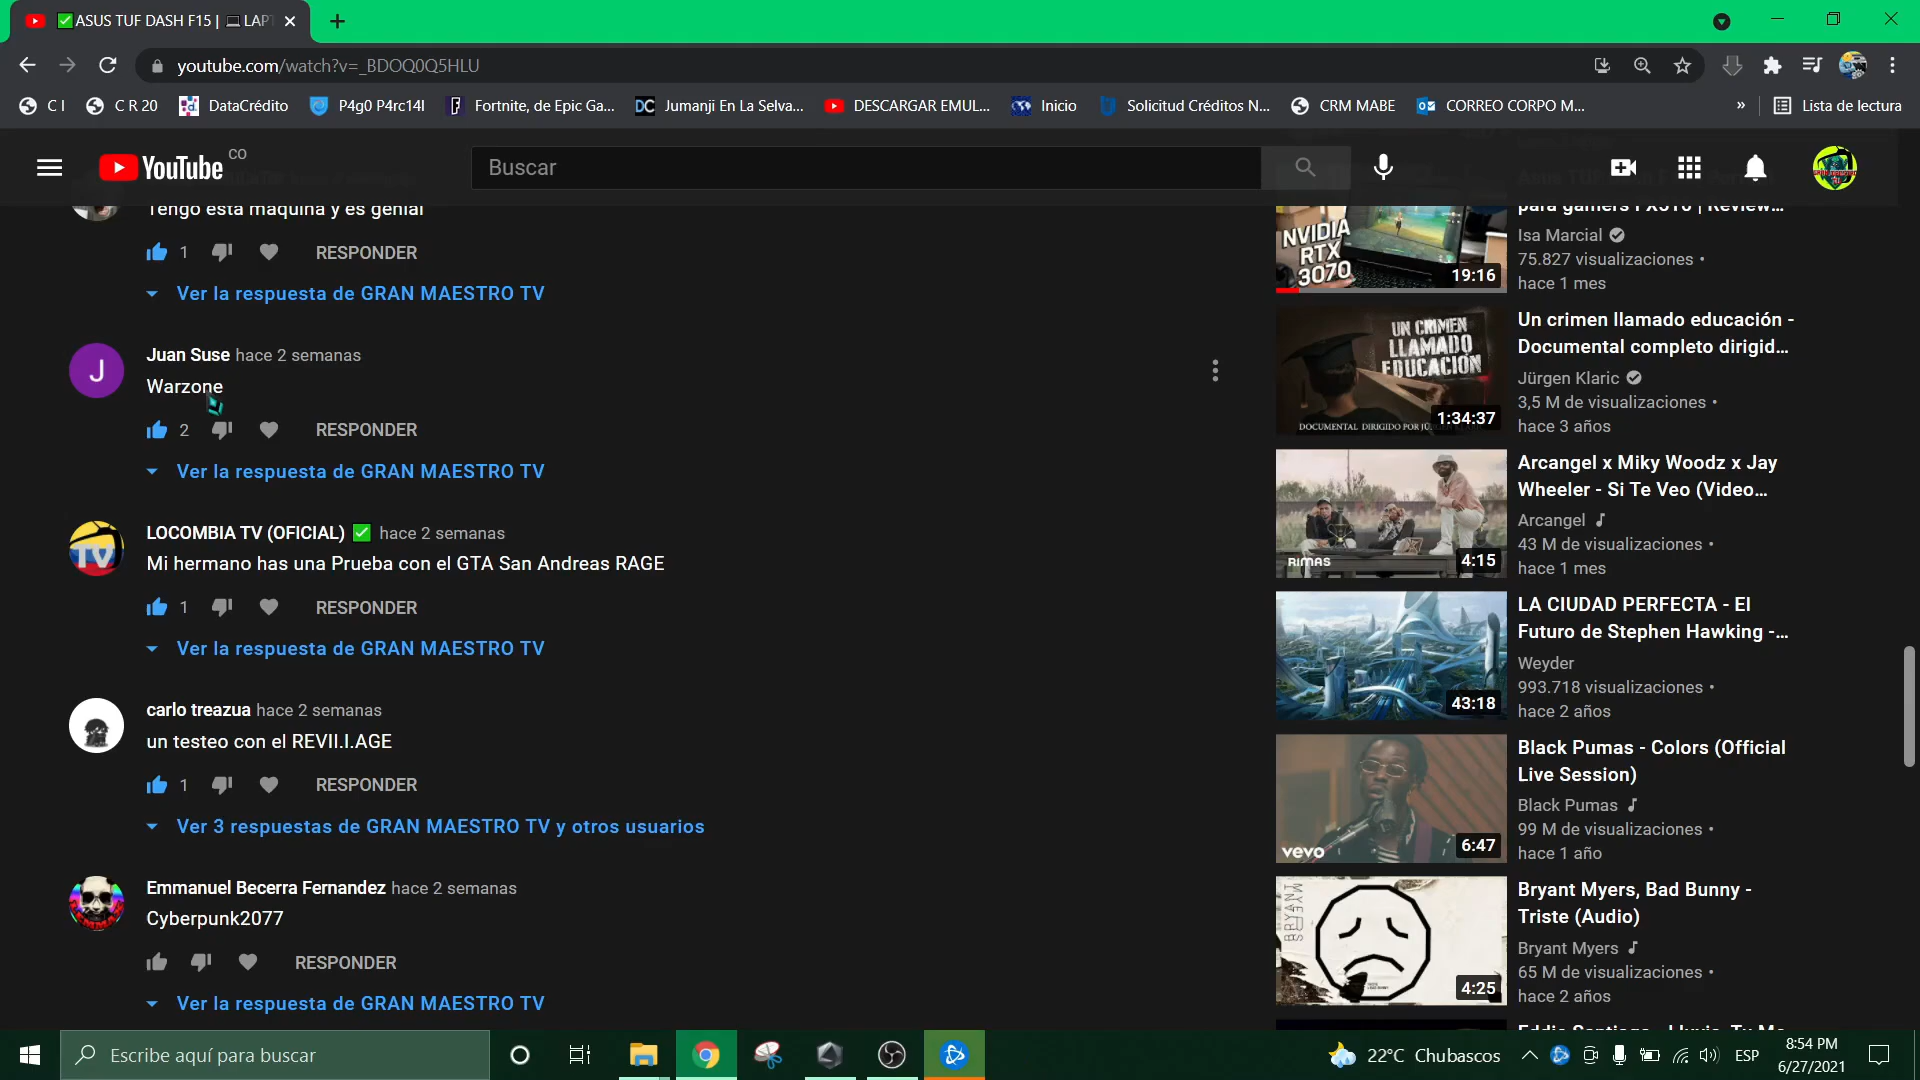 ✅ASUS TUF DASH F15 | 💻LAPT
youtube.com/watch?v=_BDOQ0Q5HLU
C I
C R 20
DataCrédito
P4g0 P4rc14l
Fortnite, de Epic Ga...
Jumanji En La Selva...
DESCARGAR EMUL...
Inicio
Solicitud Créditos N...
CRM MABE
CORREO CORPO M...
»
Lista de lectura
YouTube CO
Buscar
Tengo esta maquina y es genial
1 RESPONDER
Ver la respuesta de GRAN MAESTRO TV
J
Juan Suse hace 2 semanas
Warzone
2 RESPONDER
Ver la respuesta de GRAN MAESTRO TV
TV
LOCOMBIA TV (OFICIAL) ✅ hace 2 semanas
Mi hermano has una Prueba con el GTA San Andreas RAGE
1 RESPONDER
Ver la respuesta de GRAN MAESTRO TV
carlo treazua hace 2 semanas
un testeo con el REVII.I.AGE
1 RESPONDER
Ver 3 respuestas de GRAN MAESTRO TV y otros usuarios
Emmanuel Becerra Fernandez hace 2 semanas
Cyberpunk2077
RESPONDER
Ver la respuesta de GRAN MAESTRO TV
NVIDIA
RTX
3070
19:16
para gamers FX516 | Review...
Isa Marcial
75.827 visualizaciones •
hace 1 mes
UN CRIMEN
LLAMADO
EDUCACIÓN
1:34:37
Un crimen llamado educación -
Documental completo dirigid...
Jürgen Klaric
3,5 M de visualizaciones •
hace 3 años
RIMAS
4:15
Arcangel x Miky Woodz x Jay
Wheeler - Si Te Veo (Video...
Arcangel
43 M de visualizaciones •
hace 1 mes
43:18
LA CIUDAD PERFECTA - El
Futuro de Stephen Hawking -...
Weyder
993.718 visualizaciones •
hace 2 años
vevo
6:47
Black Pumas - Colors (Official
Live Session)
Black Pumas
99 M de visualizaciones •
hace 1 año
BRYANT
MYERS
4:25
Bryant Myers, Bad Bunny -
Triste (Audio)
Bryant Myers
65 M de visualizaciones •
hace 2 años
Escribe aquí para buscar
22°C Chubascos
ESP
8:54 PM
6/27/2021